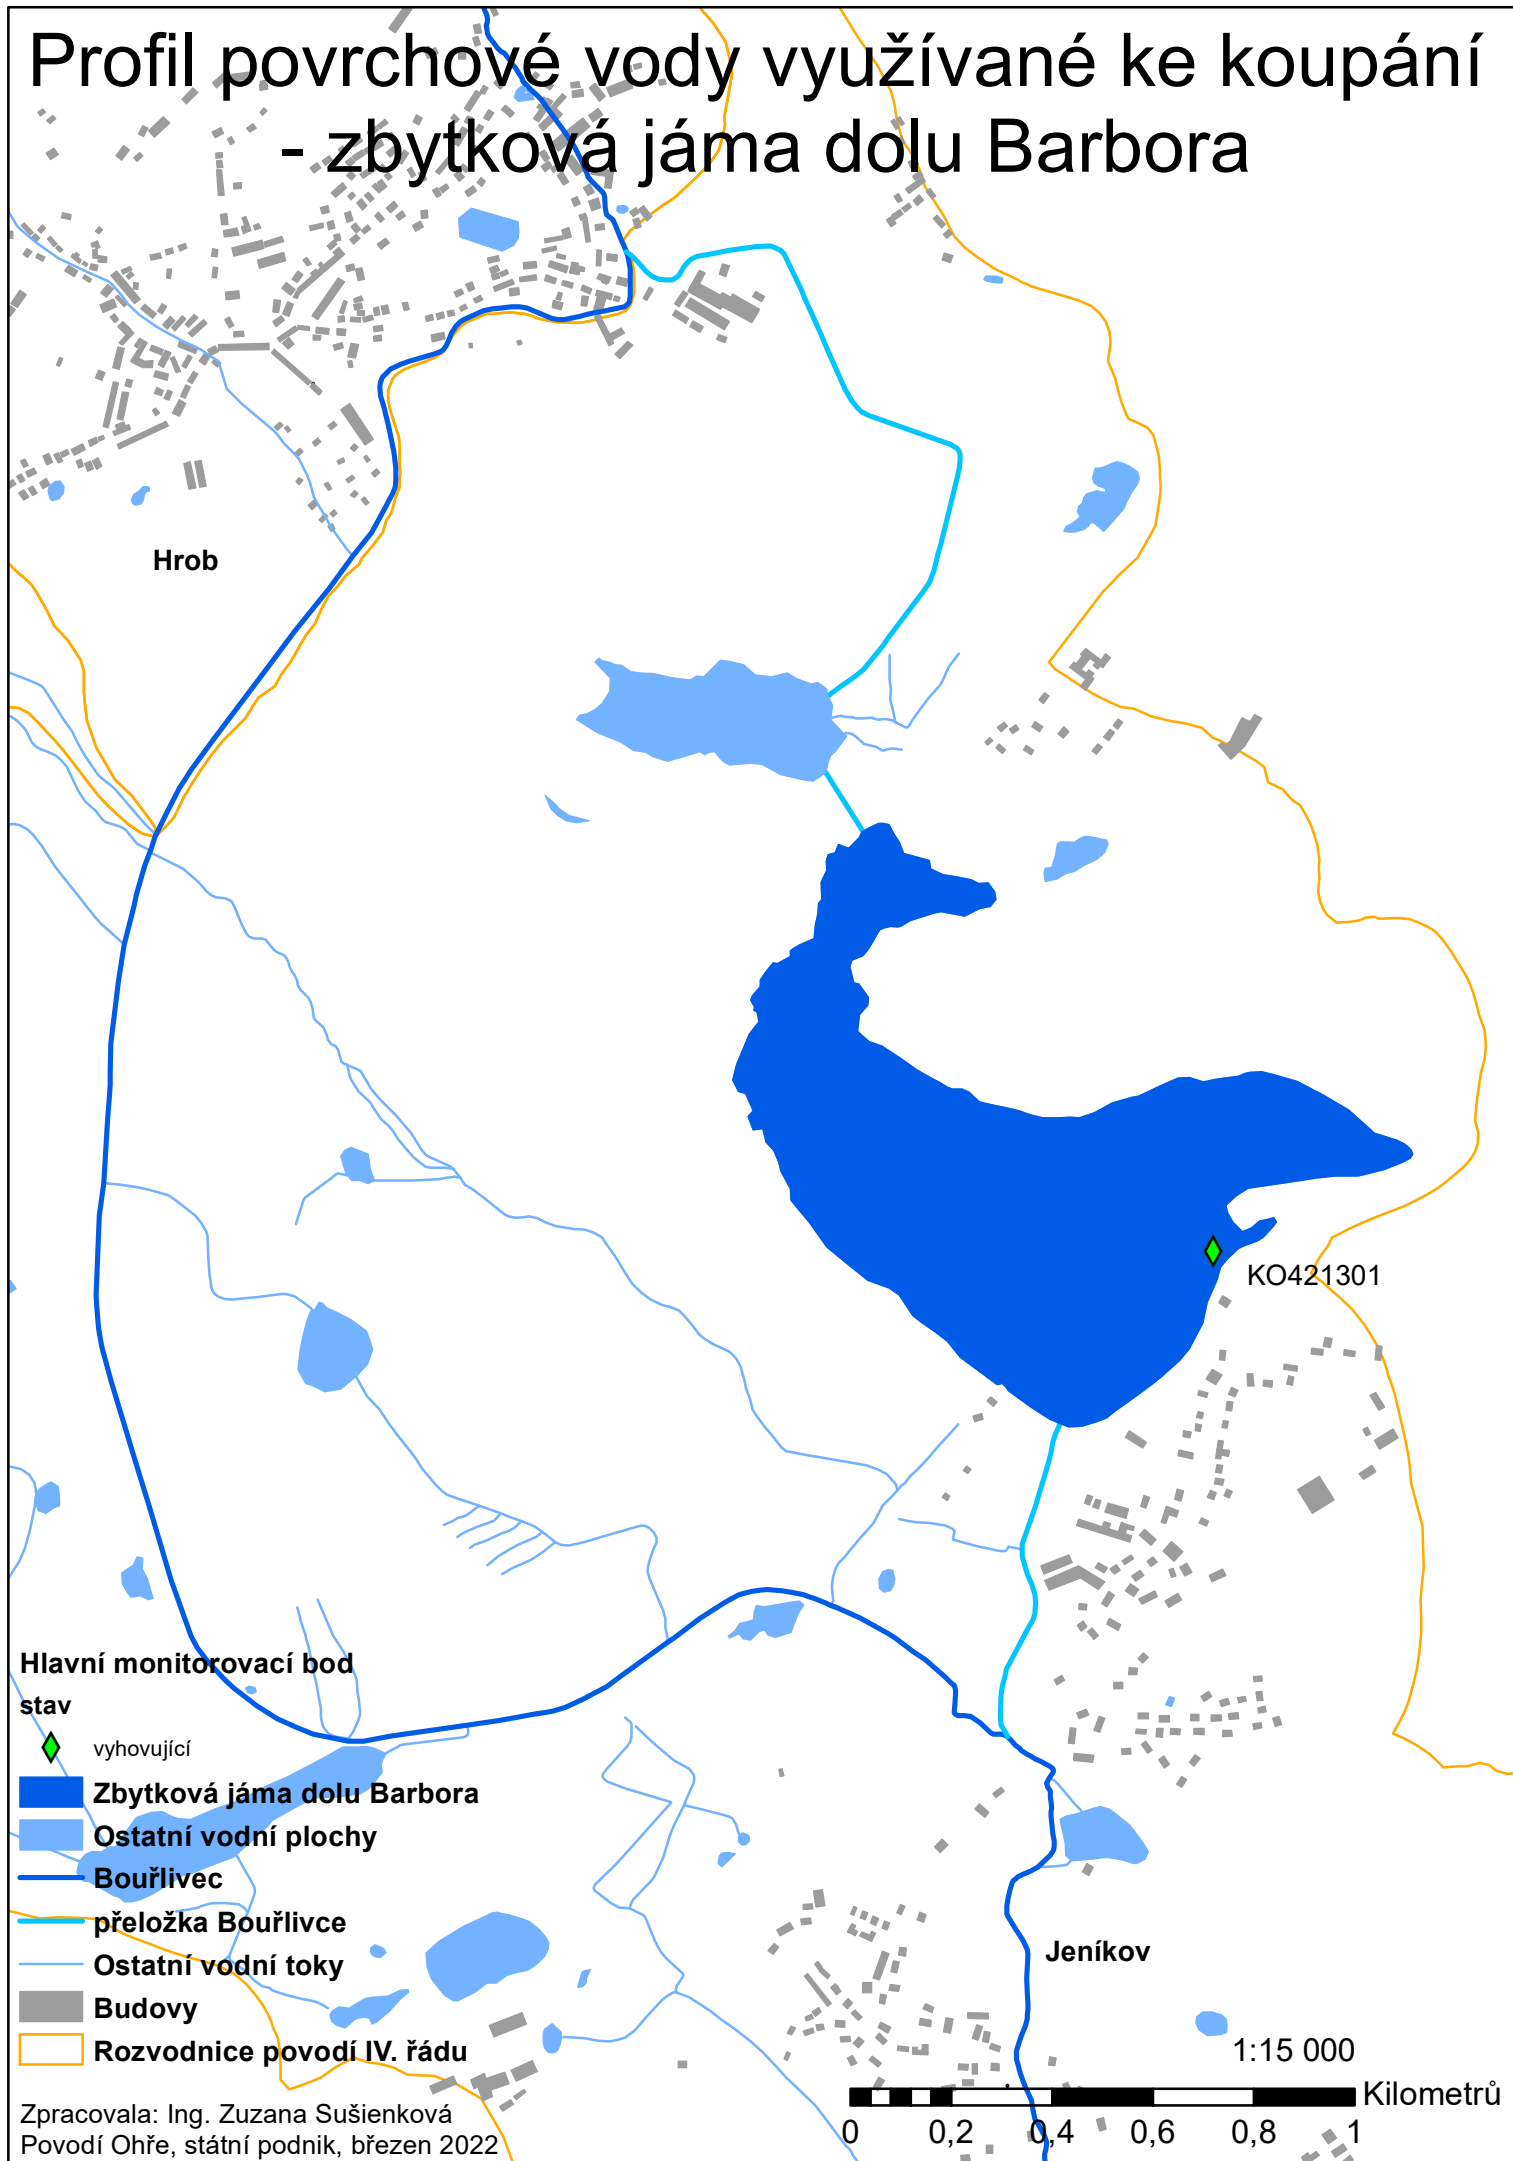 Profil povrchové vody využívané ke koupání
- zbytková jáma dolu Barbora
Hrob
KO421301
Hlavní monitorovací bod
stav
vyhovující
Zbytková jáma dolu Barbora
Ostatní vodní plochy
Bouřlivec
přeložka Bouřlivce
Ostatní vodní toky
Budovy
Rozvodnice povodí IV. řádu
Jeníkov
1:15 000
Kilometrů
0 0,2 0,4 0,6 0,8 1
Zpracovala: Ing. Zuzana Sušienková
Povodí Ohře, státní podnik, březen 2022